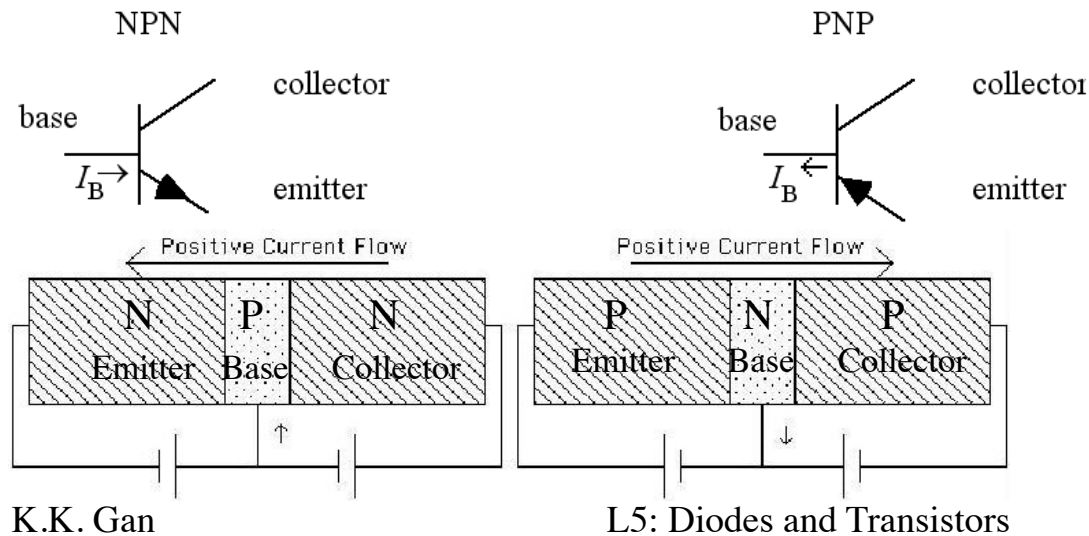 NPN PNP
collector collector
base base
I_B → I_B ←
emitter emitter
Positive Current Flow Positive Current Flow
N P N P N P
Emitter Base Collector Emitter Base Collector
↑ ↓
K.K. Gan L5: Diodes and Transistors